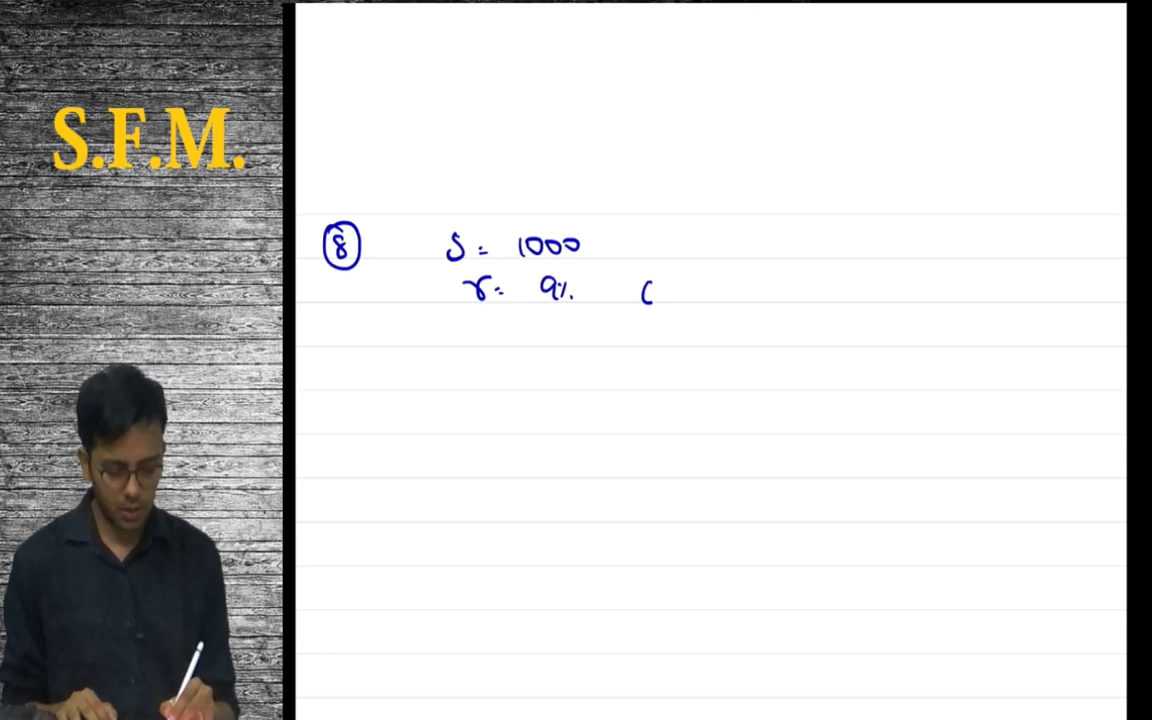 S.F.M.
8 S = 1000
r = 9% (